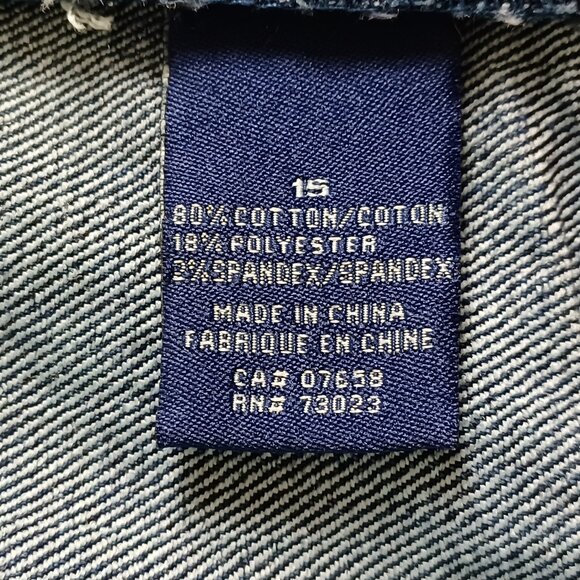 15
80% COTTON/COTON
18% POLYESTER
2% SPANDEX/SPANDEX
MADE IN CHINA
FABRIQUE EN CHINE
CA# 07658
RN# 73023